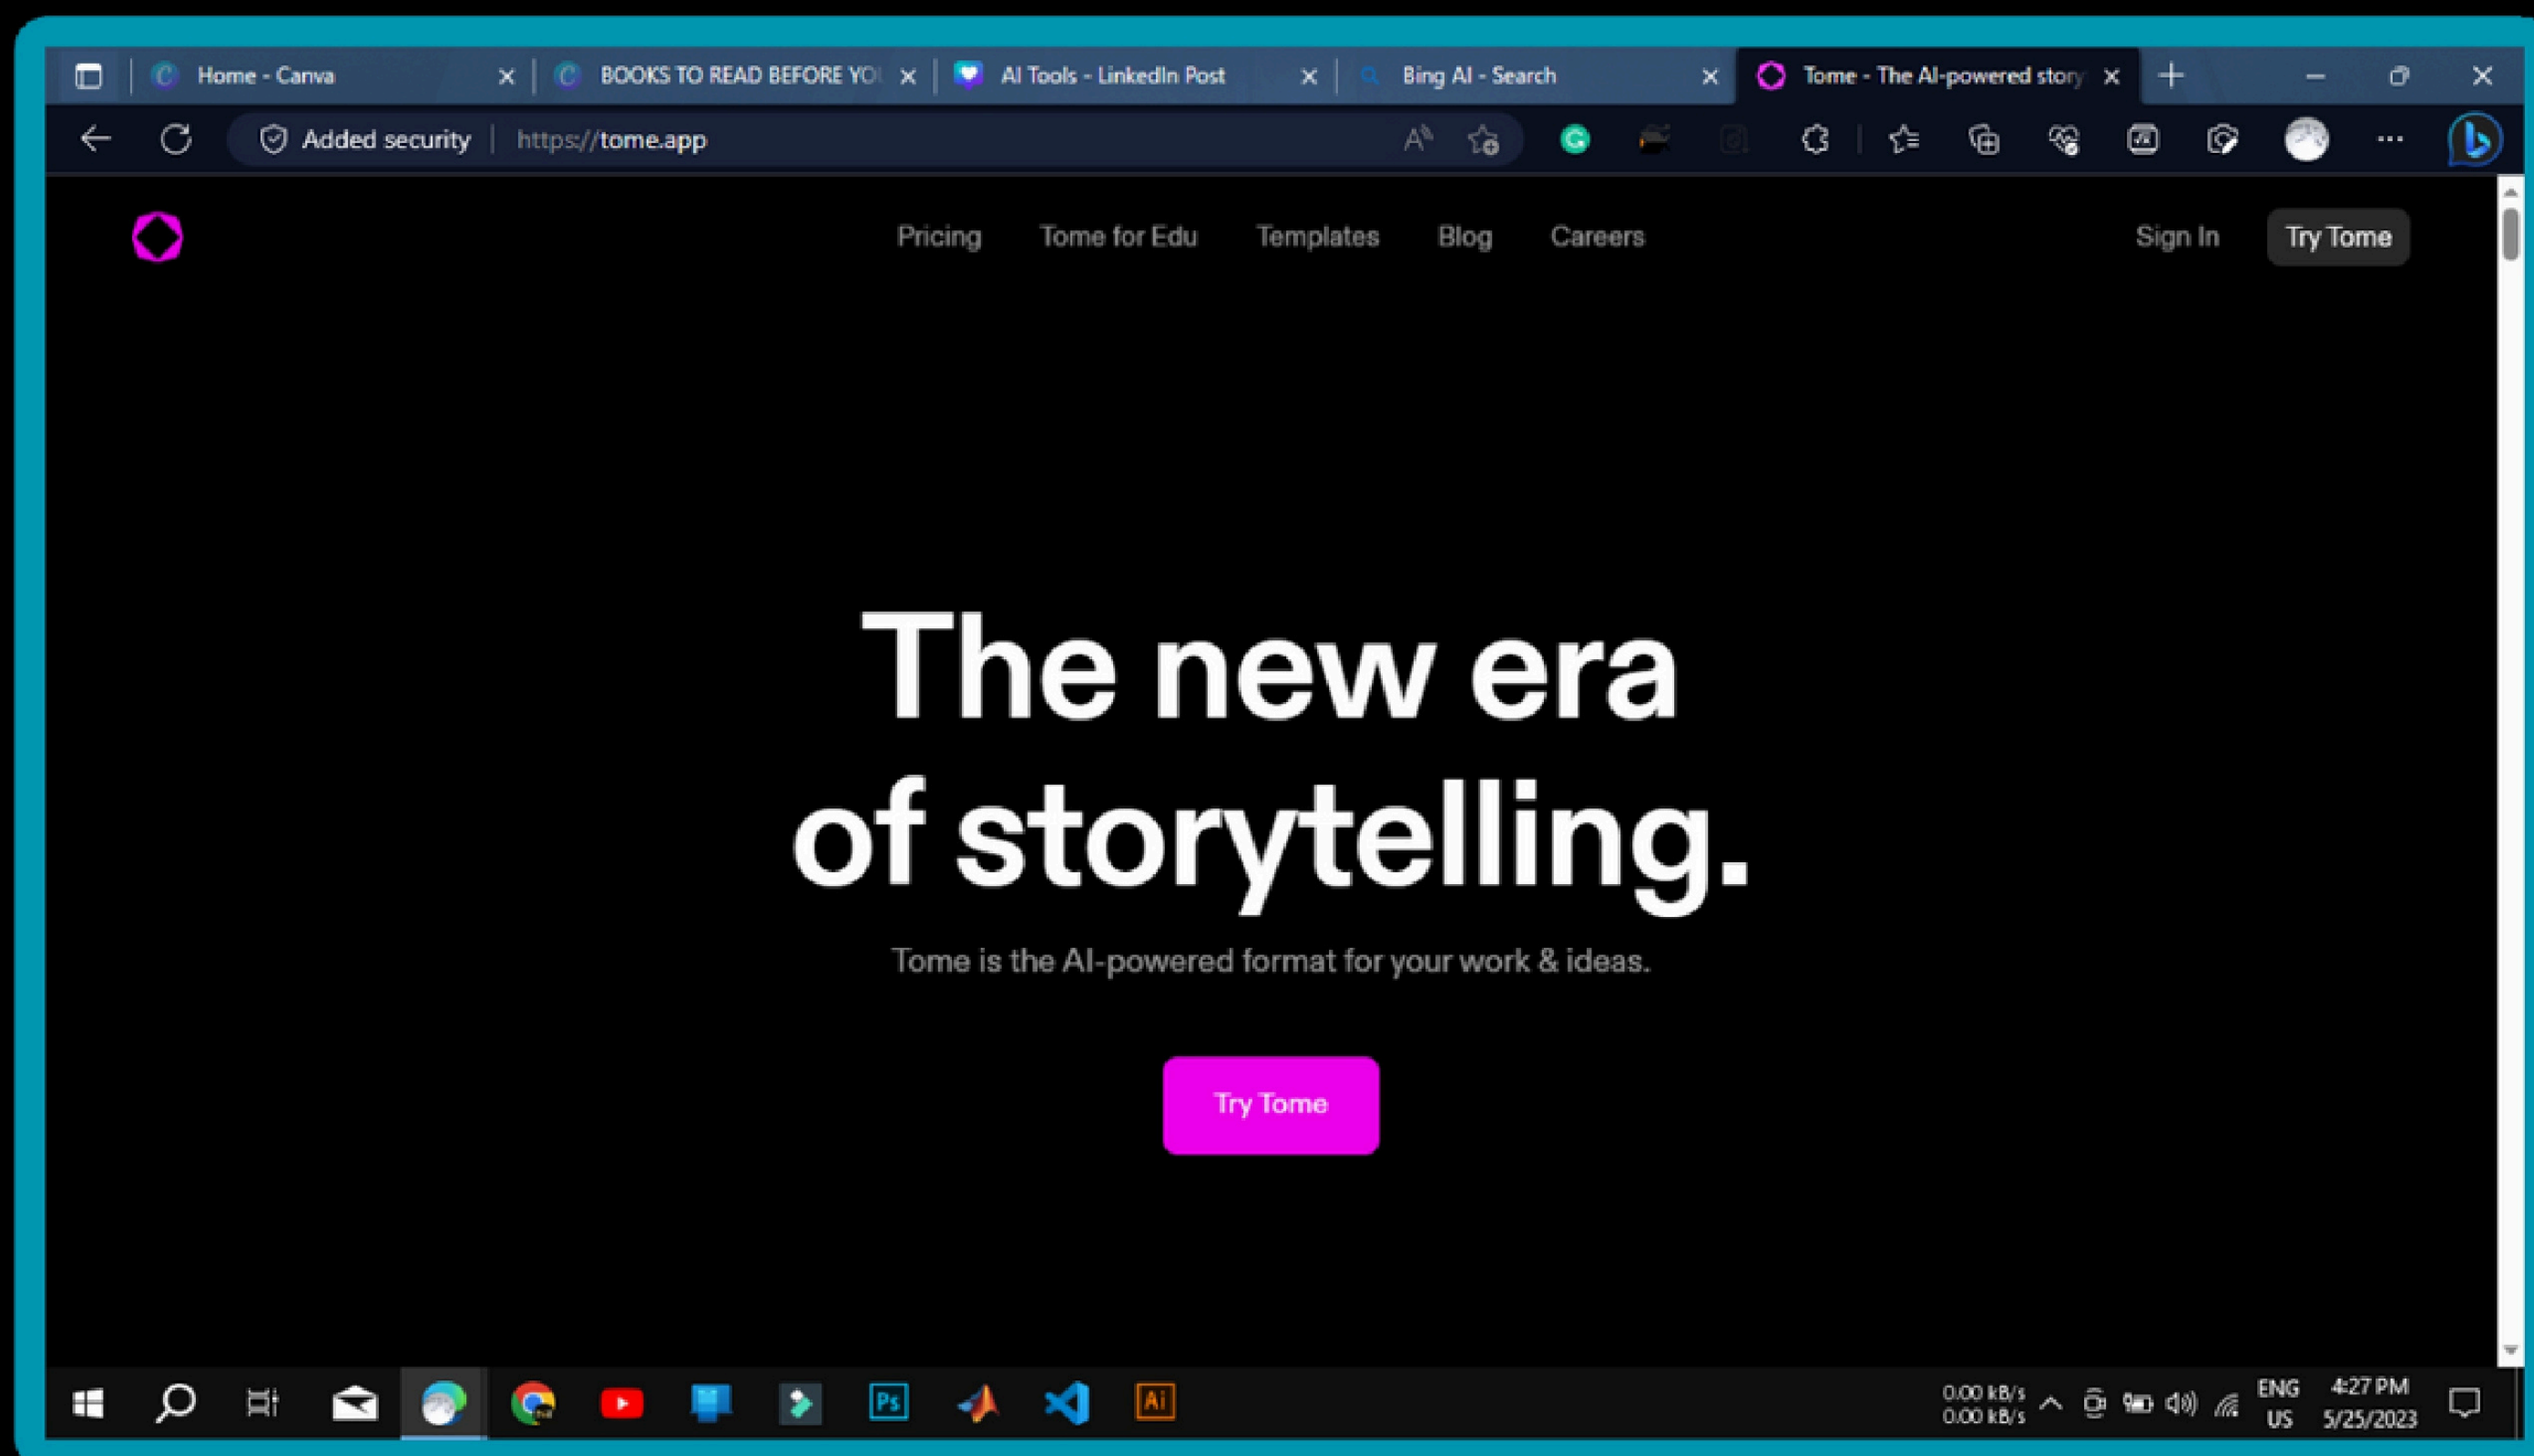 Home - Canva
BOOKS TO READ BEFORE YOU
AI Tools - LinkedIn Post
Bing AI - Search
Tome - The AI-powered story
Added security
https://tome.app
Pricing
Tome for Edu
Templates
Blog
Careers
Sign In
Try Tome
The new era
of storytelling.
Tome is the AI-powered format for your work & ideas.
Try Tome
Ps
Ai
0.00 kB/s
0.00 kB/s
ENG
US
4:27 PM
5/25/2023